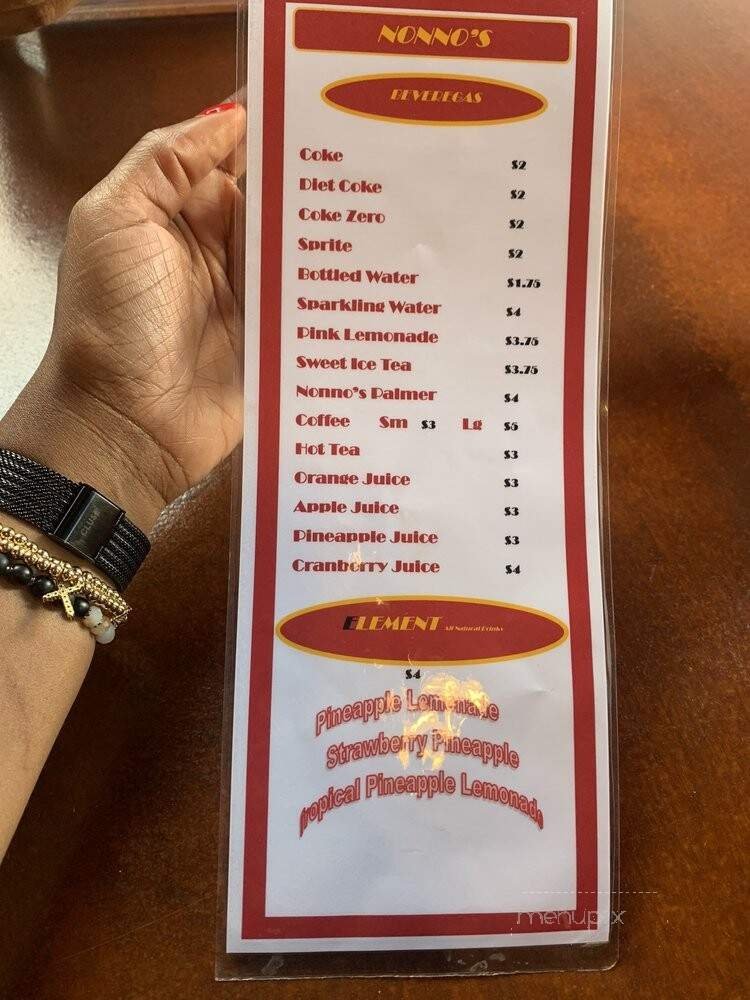 NONNO'S
BEVEREGAS
Coke $2
Diet Coke $2
Coke Zero $2
Sprite $2
Bottled Water $1.75
Sparkling Water $4
Pink Lemonade $3.75
Sweet Ice Tea $3.75
Nonno's Palmer $4
Coffee Sm $3 Lg $5
Hot Tea $3
Orange Juice $3
Apple Juice $3
Pineapple Juice $3
Cranberry Juice $4
ELEMENT All Natural Drinks
$4
Pineapple Lemonade
Strawberry Pineapple
Tropical Pineapple Lemonade
menupix